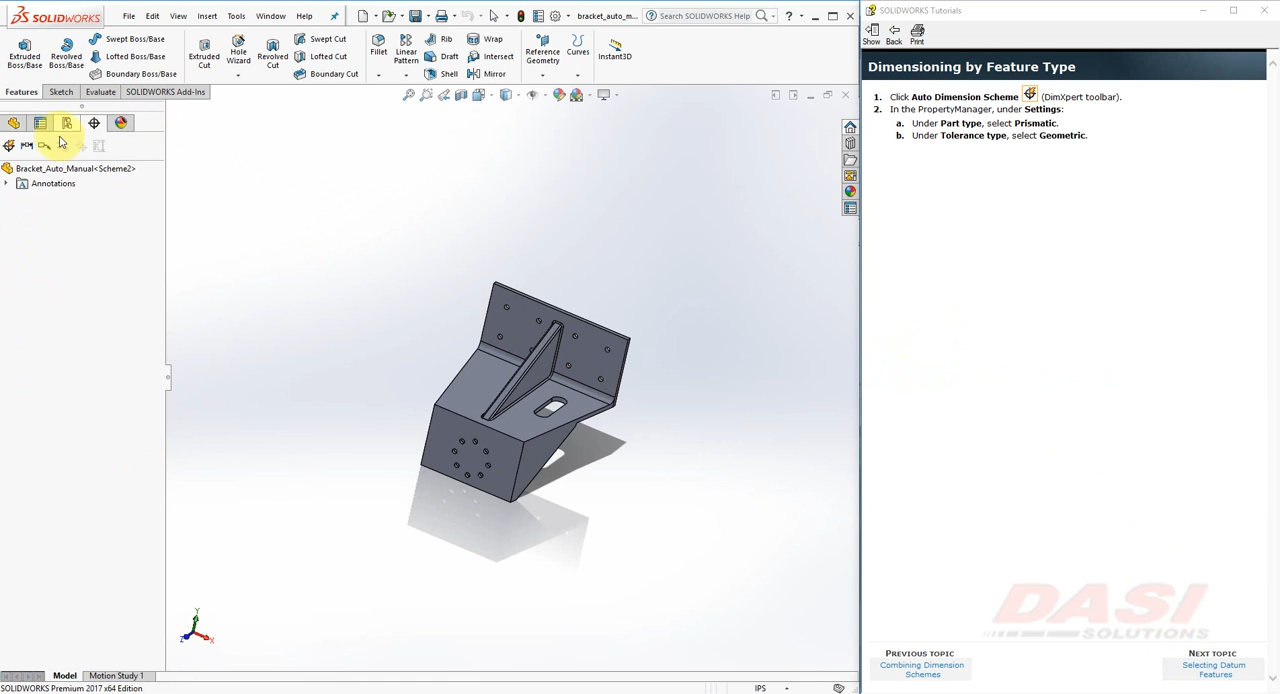 SOLIDWORKS
File Edit View Insert Tools Window Help
bracket_auto_m...
SOLIDWORKS Help
Extruded Boss/Base
Revolved Boss/Base
Swept Boss/Base
Lofted Boss/Base
Boundary Boss/Base
Extruded Cut
Hole Wizard
Revolved Cut
Swept Cut
Lofted Cut
Boundary Cut
Fillet
Linear Pattern
Rib
Draft
Shell
Wrap
Intersect
Mirror
Reference Geometry
Curves
Instant3D
Features Sketch Evaluate SOLIDWORKS Add-Ins
Bracket_Auto_Manual<Scheme2>
Annotations
Y
Z
X
Model Motion Study 1
SOLIDWORKS Premium 2017 x64 Edition
IPS
SOLIDWORKS Tutorials
Show Back Print
Dimensioning by Feature Type
1. Click Auto Dimension Scheme (DimXpert toolbar).
2. In the PropertyManager, under Settings:
a. Under Part type, select Prismatic.
b. Under Tolerance type, select Geometric.
DASI
SOLUTIONS
PREVIOUS TOPIC
Combining Dimension
Schemes
NEXT TOPIC
Selecting Datum
Features